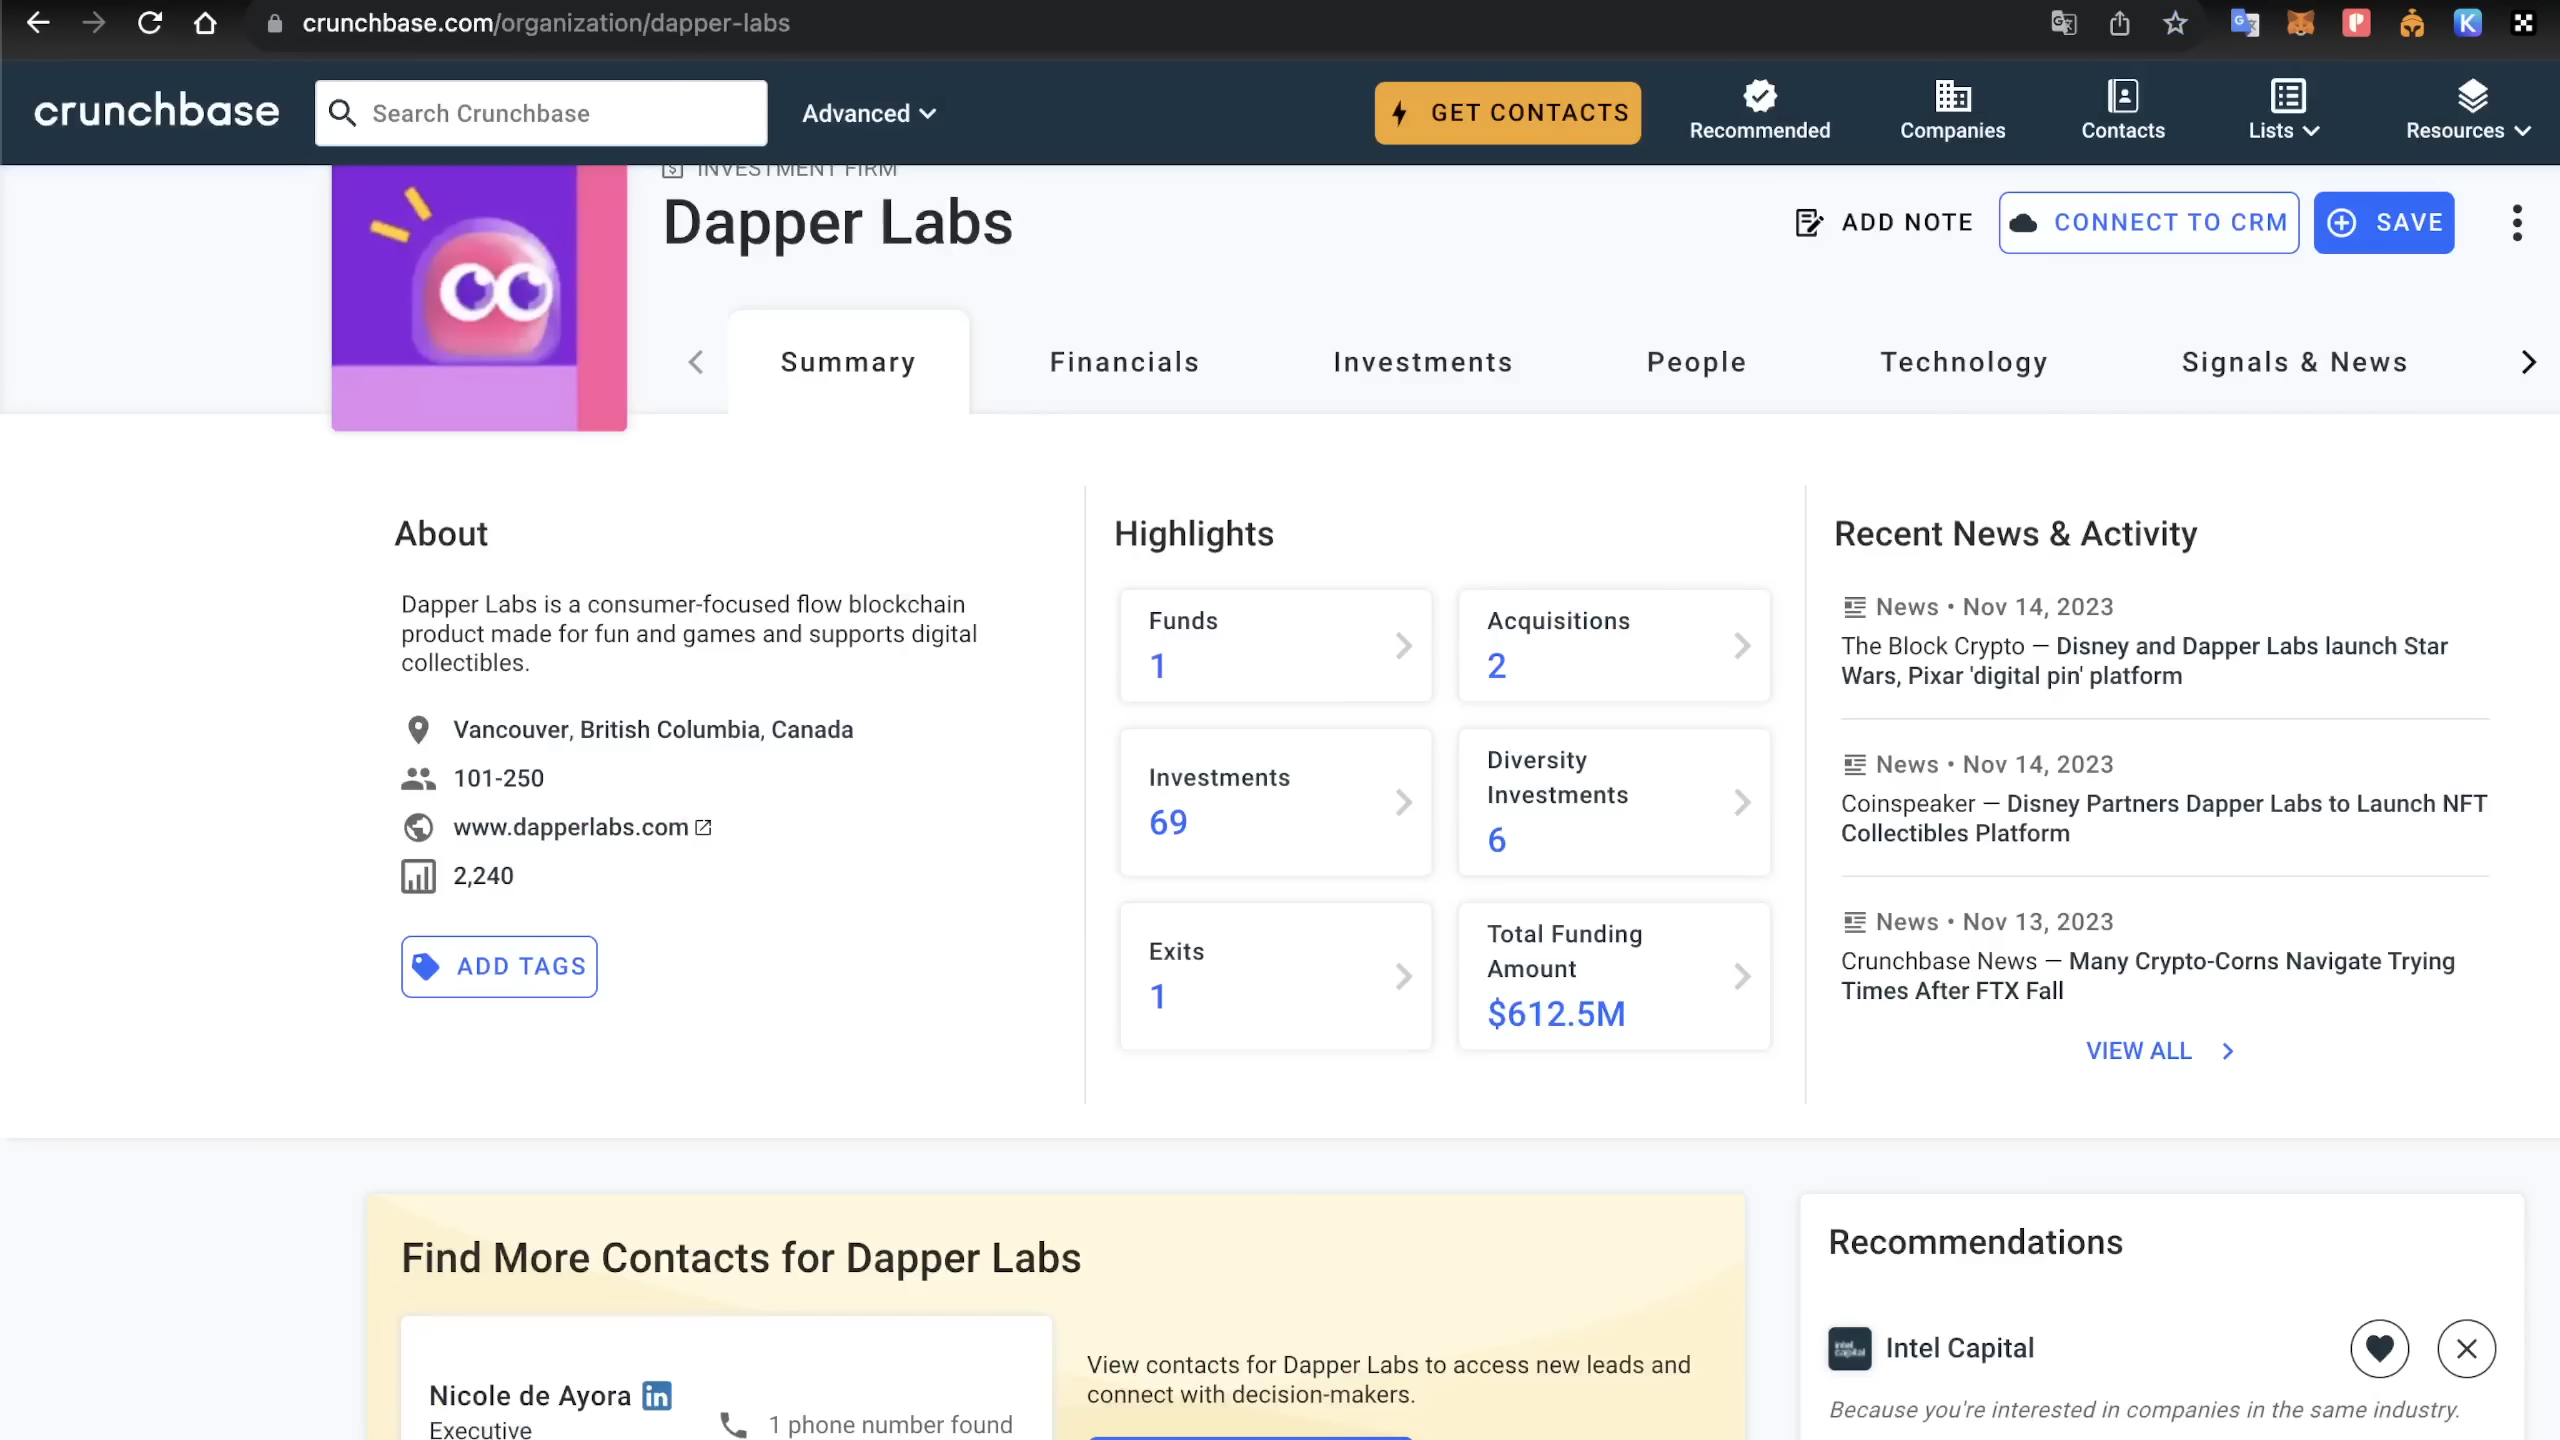 crunchbase.com/organization/dapper-labs
crunchbase
Search Crunchbase
Advanced
GET CONTACTS
Recommended
Companies
Contacts
Lists
Resources
INVESTMENT FIRM
Dapper Labs
ADD NOTE
CONNECT TO CRM
SAVE
Summary
Financials
Investments
People
Technology
Signals & News
About
Dapper Labs is a consumer-focused flow blockchain
product made for fun and games and supports digital
collectibles.
Vancouver, British Columbia, Canada
101-250
www.dapperlabs.com
2,240
ADD TAGS
Highlights
Funds
1
Acquisitions
2
Investments
69
Diversity
Investments
6
Exits
1
Total Funding
Amount
$612.5M
Recent News & Activity
News • Nov 14, 2023
The Block Crypto — Disney and Dapper Labs launch Star
Wars, Pixar 'digital pin' platform
News • Nov 14, 2023
Coinspeaker — Disney Partners Dapper Labs to Launch NFT
Collectibles Platform
News • Nov 13, 2023
Crunchbase News — Many Crypto-Corns Navigate Trying
Times After FTX Fall
VIEW ALL
Find More Contacts for Dapper Labs
Nicole de Ayora in
Executive
1 phone number found
View contacts for Dapper Labs to access new leads and
connect with decision-makers.
Recommendations
intel
capital
Intel Capital
Because you're interested in companies in the same industry.